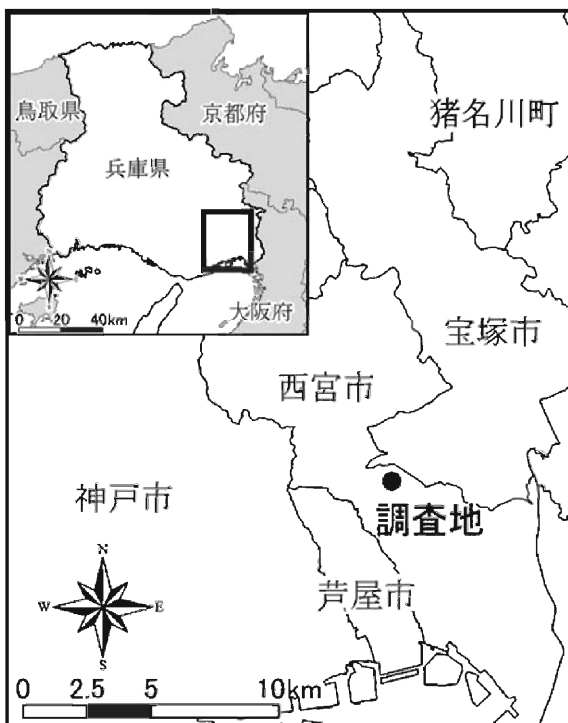 鳥取県
京都府
兵庫県
大阪府
0 20 40km
猪名川町
宝塚市
西宮市
神戸市
調査地
芦屋市
N
W E
S
0 2.5 5 10km